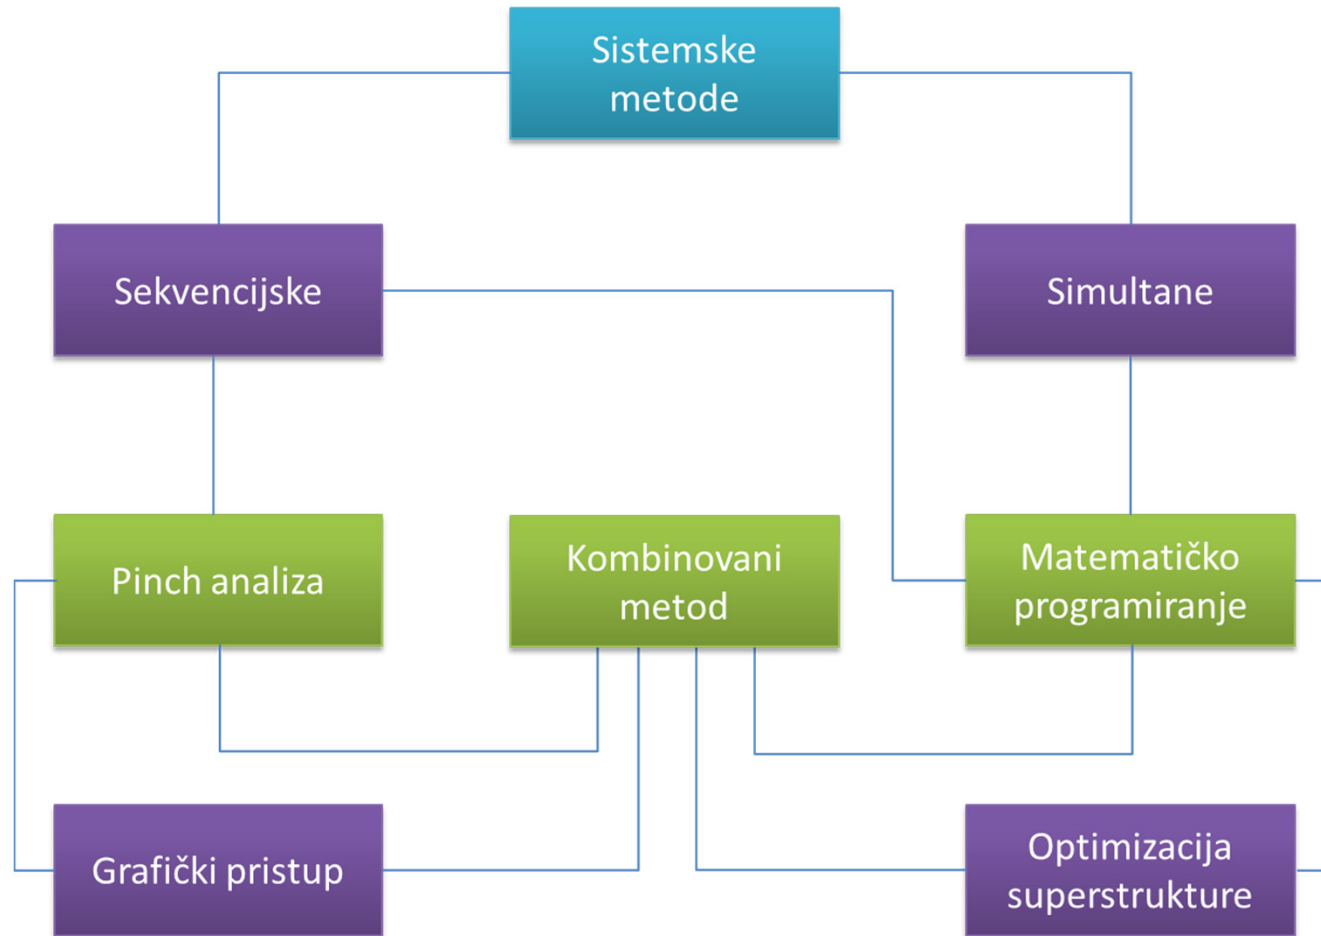 Sistemske
metode
Sekvencijske
Simultane
Pinch analiza
Kombinovani
metod
Matematičko
programiranje
Grafički pristup
Optimizacija
superstrukture